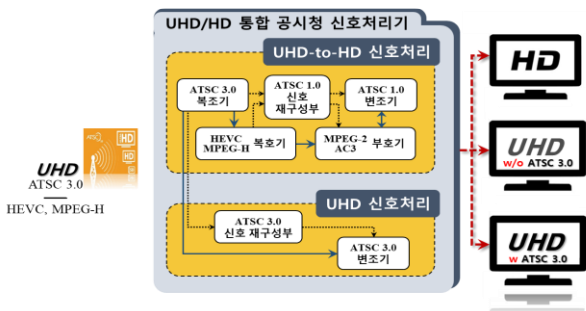 UHD/HD 통합 공시청 신호처리기
UHD-to-HD 신호처리
ATSC 3.0
복조기
ATSC 1.0
신호
재구성부
ATSC 1.0
변조기
HEVC
MPEG-H 복호기
MPEG-2
AC3 부호기
UHD 신호처리
ATSC 3.0
신호 재구성부
ATSC 3.0
변조기
UHD
ATSC 3.0
HEVC, MPEG-H
HD
HD
HD
UHD
w/o ATSC 3.0
UHD
w ATSC 3.0